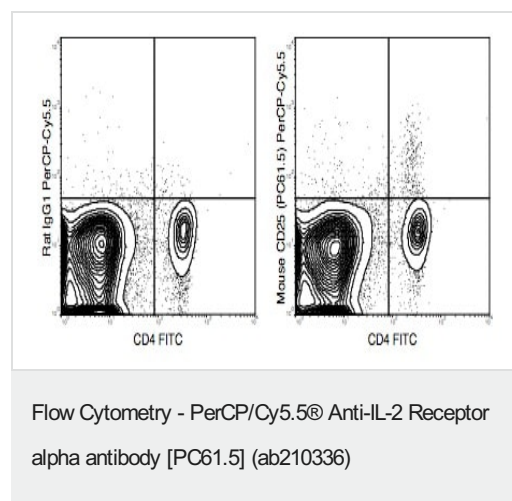 Rat IgG1 PerCP-Cy5.5
CD4 FITC
Mouse CD25 (PC61.5) PerCP-Cy5.5
CD4 FITC
Flow Cytometry - PerCP/Cy5.5® Anti-IL-2 Receptor
alpha antibody [PC61.5] (ab210336)